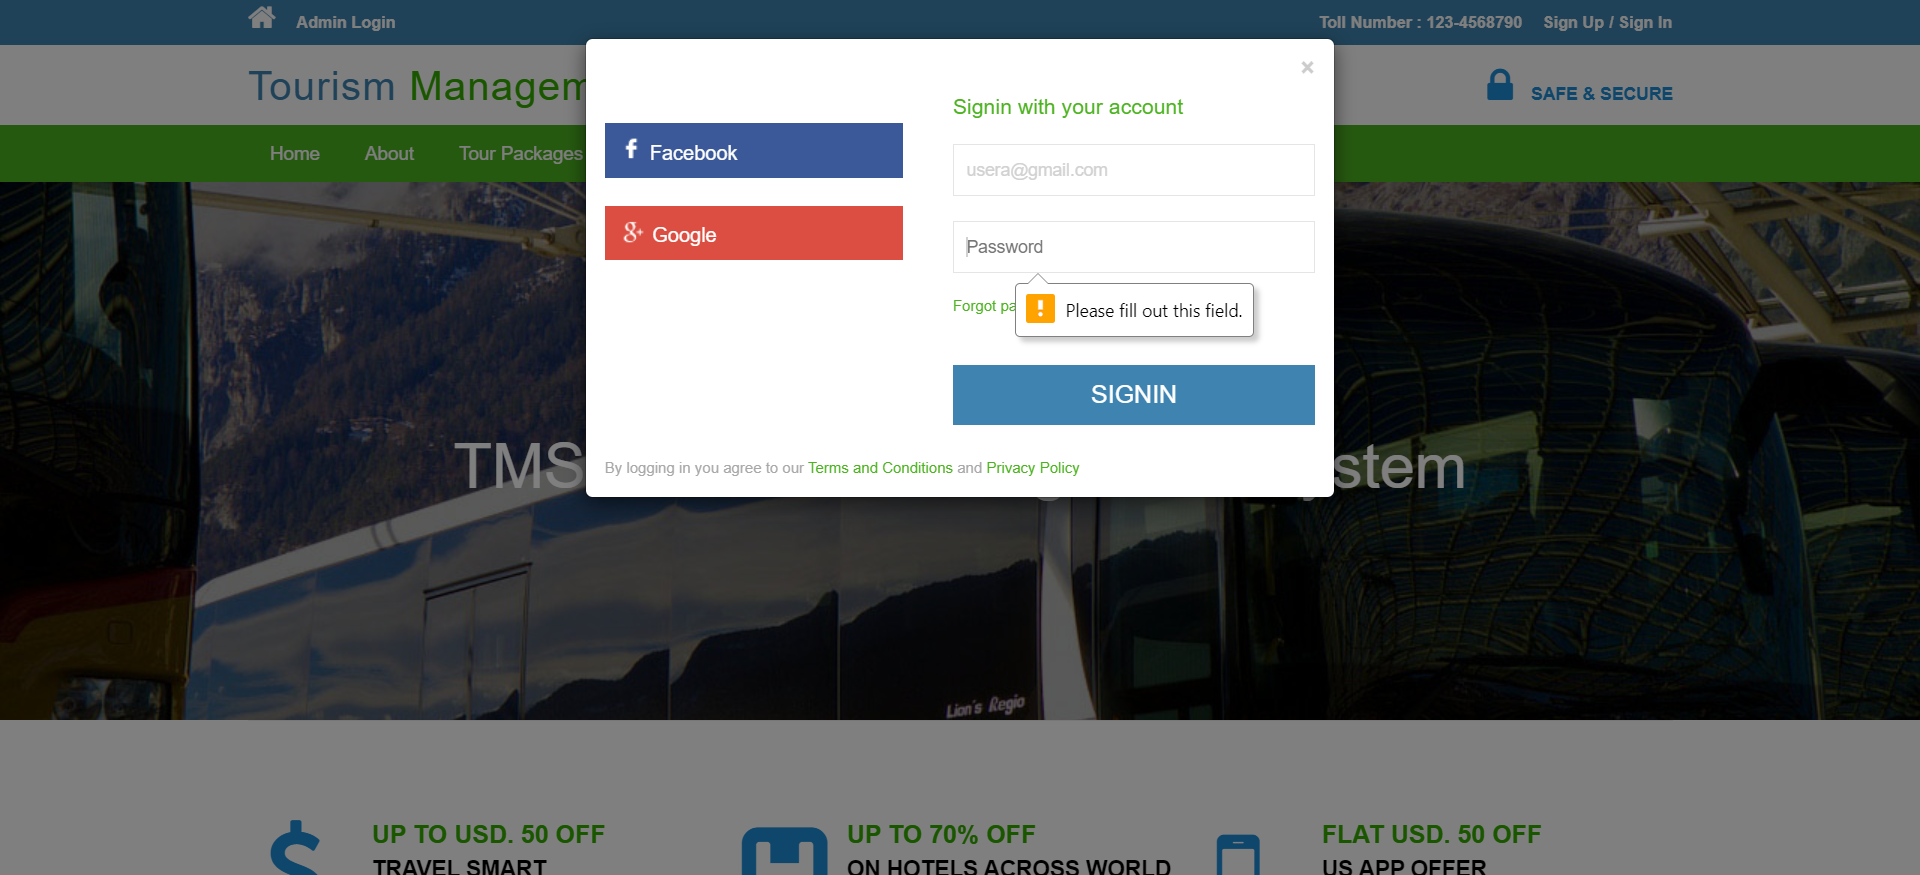 Admin Login
Toll Number : 123-4568790
Sign Up / Sign In
Tourism Managem
SAFE & SECURE
Home
About
Tour Packages
×
Facebook
Google
Signin with your account
usera@gmail.com
Password
Forgot pa
Please fill out this field.
SIGNIN
By logging in you agree to our Terms and Conditions and Privacy Policy
TMS
stem
Lion's Regio
UP TO USD. 50 OFF
TRAVEL SMART
UP TO 70% OFF
ON HOTELS ACROSS WORLD
FLAT USD. 50 OFF
US APP OFFER